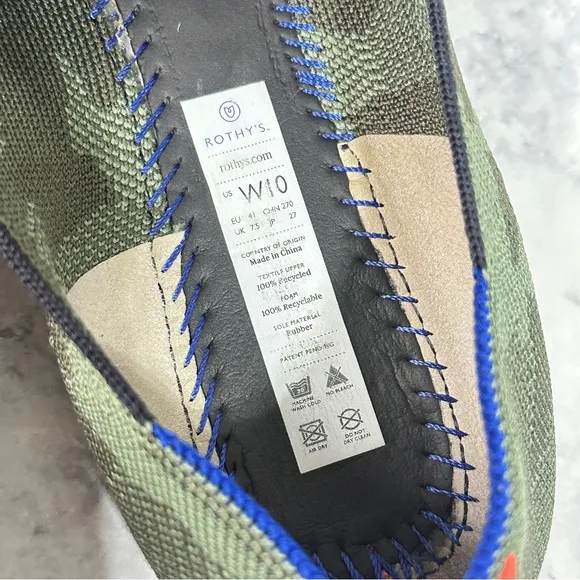 ROTHY'S.
rothys.com
US W10
EU 41 CHN 270
UK 7.5 JP 27
COUNTRY OF ORIGIN
Made in China
TEXTILE UPPER
100% Recycled
FOAM
100% Recyclable
SOLE MATERIAL
Rubber
PATENT PENDING
MACHINE WASH COLD NO BLEACH
AIR DRY DO NOT DRY CLEAN